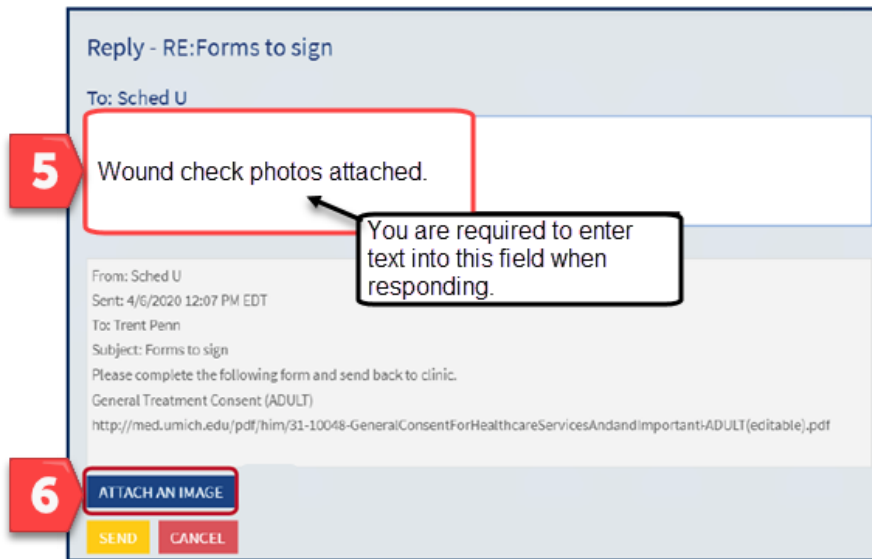 Reply - RE:Forms to sign
To: Sched U
5
Wound check photos attached.
You are required to enter
text into this field when
responding.
From: Sched U
Sent: 4/6/2020 12:07 PM EDT
To: Trent Penn
Subject: Forms to sign
Please complete the following form and send back to clinic.
General Treatment Consent (ADULT)
http://med.umich.edu/pdf/him/31-10048-GeneralConsentForHealthcareServicesAndandImportantI-ADULT(editable).pdf
6
ATTACH AN IMAGE
SEND CANCEL